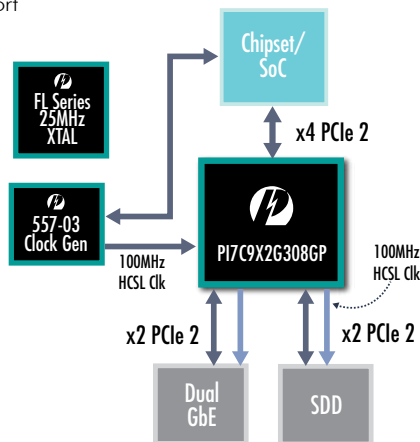 ort
Chipset/
SoC
FL Series
25MHz
XTAL
x4 PCIe 2
557-03
Clock Gen
PI7C9X2G308GP
100MHz
HCSL Clk
100MHz
HCSL Clk
x2 PCIe 2
x2 PCIe 2
Dual
GbE
SDD